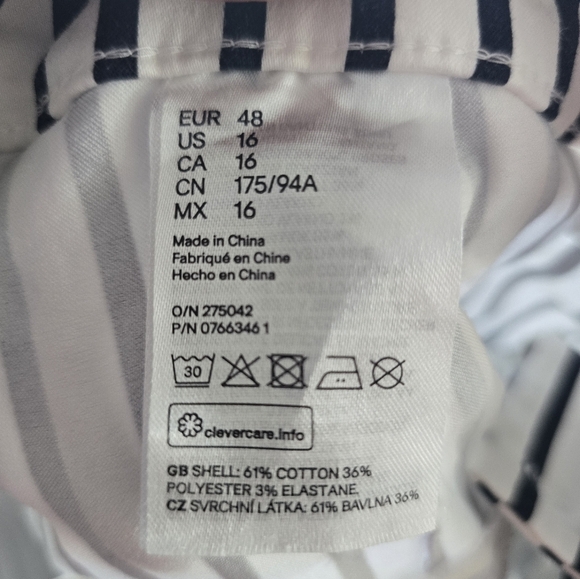 EUR 48
US 16
CA 16
CN 175/94A
MX 16
Made in China
Fabriqué en Chine
Hecho en China
O/N 275042
P/N 0766346 1
30
clevercare.info
GB SHELL: 61% COTTON 36%
POLYESTER 3% ELASTANE.
CZ SVRCHNÍ LÁTKA: 61% BAVLNA 36%